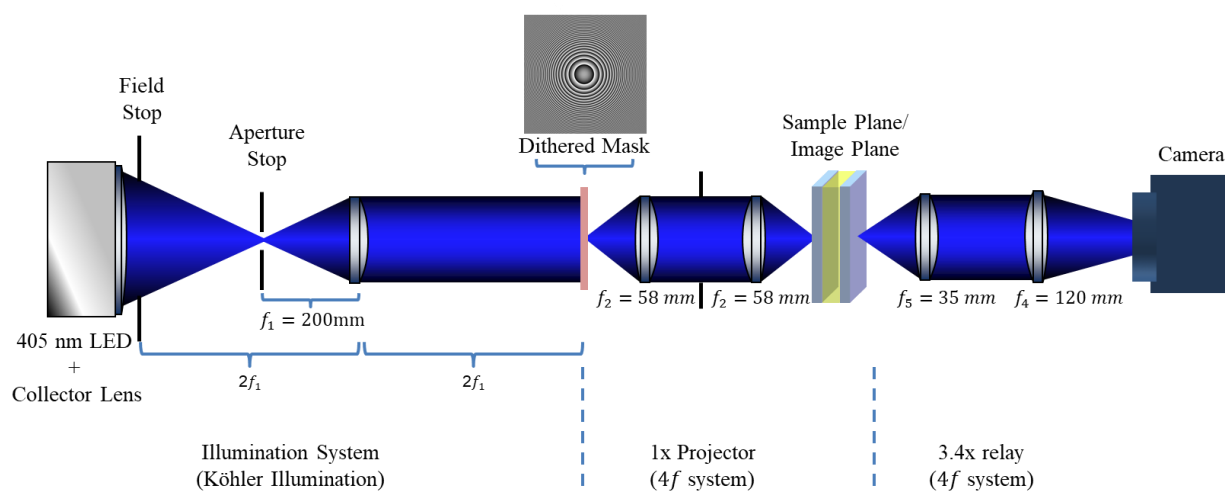 Field
Stop
Aperture
Stop
Dithered Mask
Sample Plane/
Image Plane
Camera
405 nm LED
+
Collector Lens
f₁ = 200mm
2f₁
2f₁
f₂ = 58 mm
f₂ = 58 mm
f₅ = 35 mm
f₄ = 120 mm
Illumination System
(Köhler Illumination)
1x Projector
(4f system)
3.4x relay
(4f system)